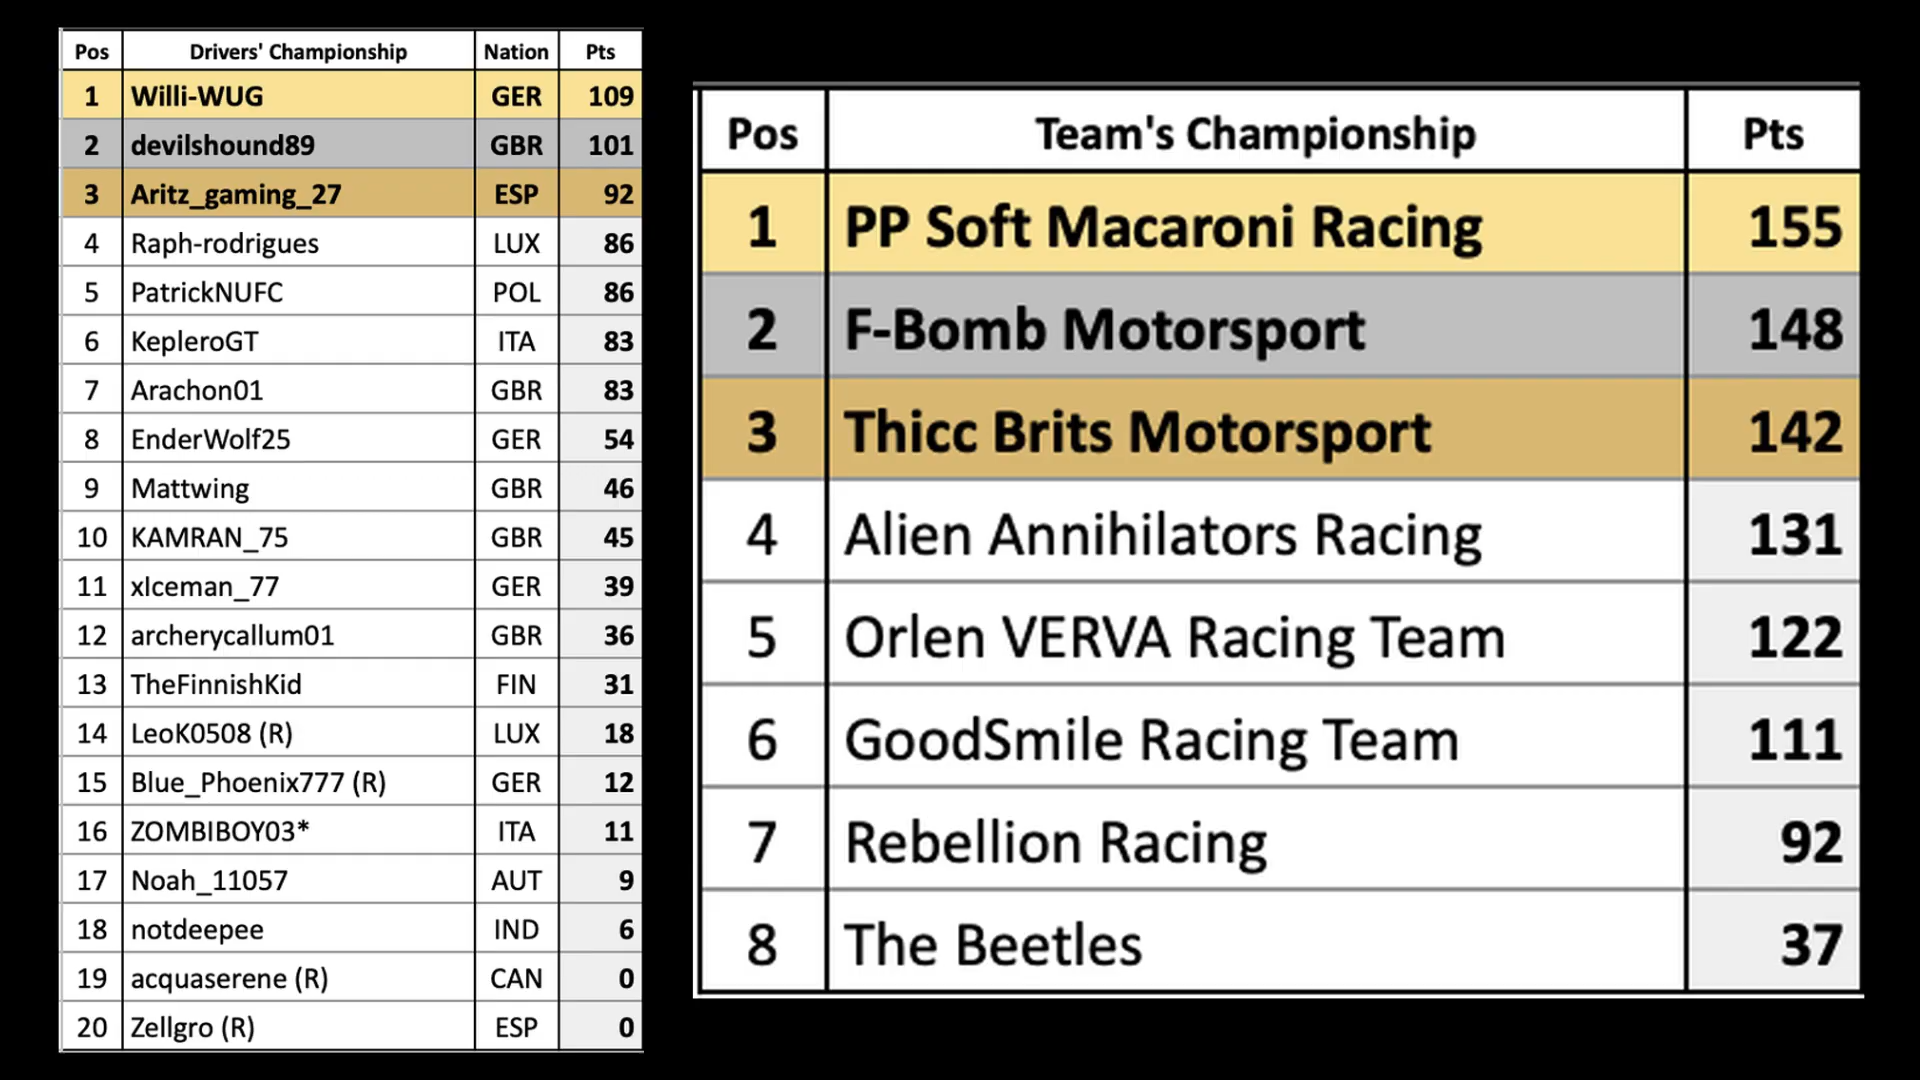 Pos Drivers' Championship Nation Pts
1 Willi-WUG GER 109
2 devilshound89 GBR 101
3 Aritz_gaming_27 ESP 92
4 Raph-rodrigues LUX 86
5 PatrickNUFC POL 86
6 KepleroGT ITA 83
7 Arachon01 GBR 83
8 EnderWolf25 GER 54
9 Mattwing GBR 46
10 KAMRAN_75 GBR 45
11 xIceman_77 GER 39
12 archerycallum01 GBR 36
13 TheFinnishKid FIN 31
14 LeoK0508 (R) LUX 18
15 Blue_Phoenix777 (R) GER 12
16 ZOMBIBOY03* ITA 11
17 Noah_11057 AUT 9
18 notdeepee IND 6
19 acquaserene (R) CAN 0
20 Zellgro (R) ESP 0
Pos Team's Championship Pts
1 PP Soft Macaroni Racing 155
2 F-Bomb Motorsport 148
3 Thicc Brits Motorsport 142
4 Alien Annihilators Racing 131
5 Orlen VERVA Racing Team 122
6 GoodSmile Racing Team 111
7 Rebellion Racing 92
8 The Beetles 37